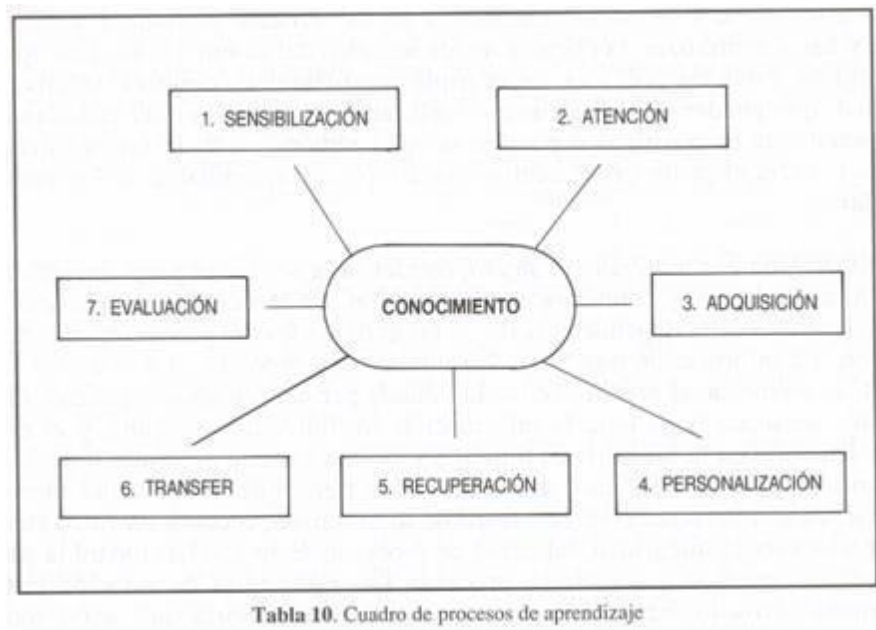 1. SENSIBILIZACIÓN
2. ATENCIÓN
7. EVALUACIÓN
CONOCIMIENTO
3. ADQUISICIÓN
6. TRANSFER
5. RECUPERACIÓN
4. PERSONALIZACIÓN
Tabla 10. Cuadro de procesos de aprendizaje